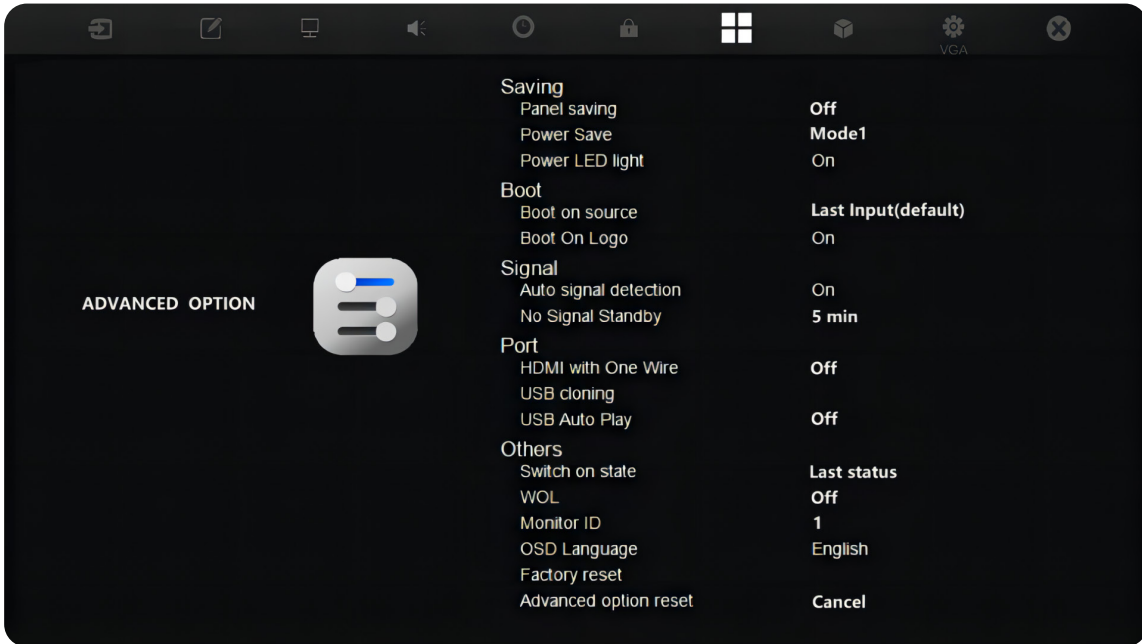 VGA
Saving
Panel saving Off
Power Save Mode1
Power LED light On
Boot
Boot on source Last Input(default)
Boot On Logo On
Signal
Auto signal detection On
No Signal Standby 5 min
ADVANCED OPTION
Port
HDMI with One Wire Off
USB cloning
USB Auto Play Off
Others
Switch on state Last status
WOL Off
Monitor ID 1
OSD Language English
Factory reset
Advanced option reset Cancel